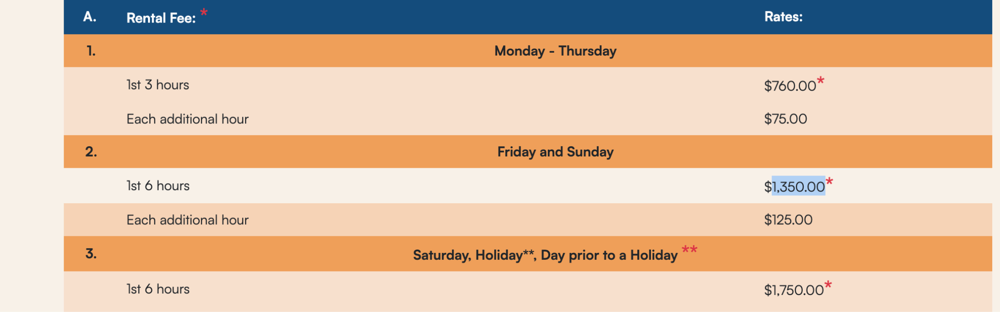 A. Rental Fee: * Rates:
1. Monday - Thursday
1st 3 hours $760.00*
Each additional hour $75.00
2. Friday and Sunday
1st 6 hours $1,350.00*
Each additional hour $125.00
3. Saturday, Holiday**, Day prior to a Holiday **
1st 6 hours $1,750.00*